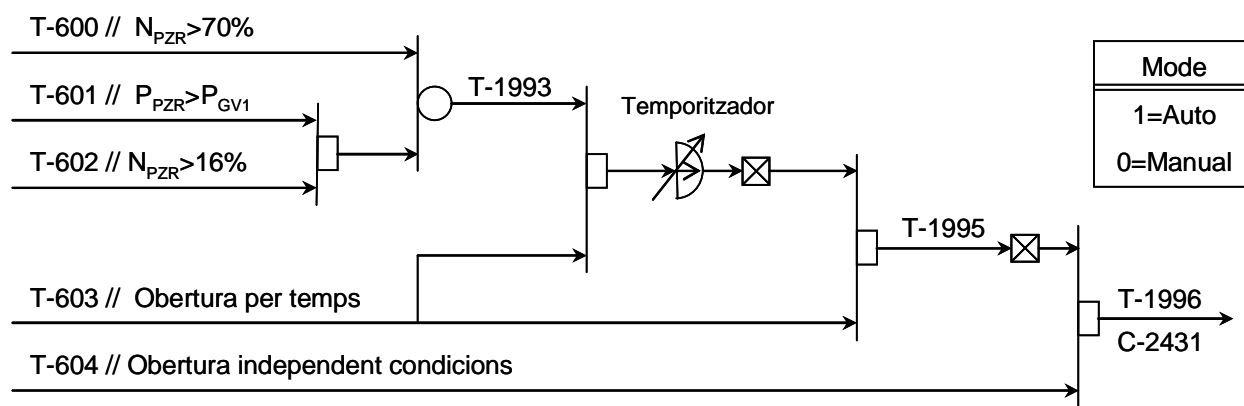 T-600 // N_PZR>70%
T-601 // P_PZR>P_GV1
T-602 // N_PZR>16%
T-1993
Temporitzador
Mode
1=Auto
0=Manual
T-1995
T-603 // Obertura per temps
T-1996
C-2431
T-604 // Obertura independent condicions